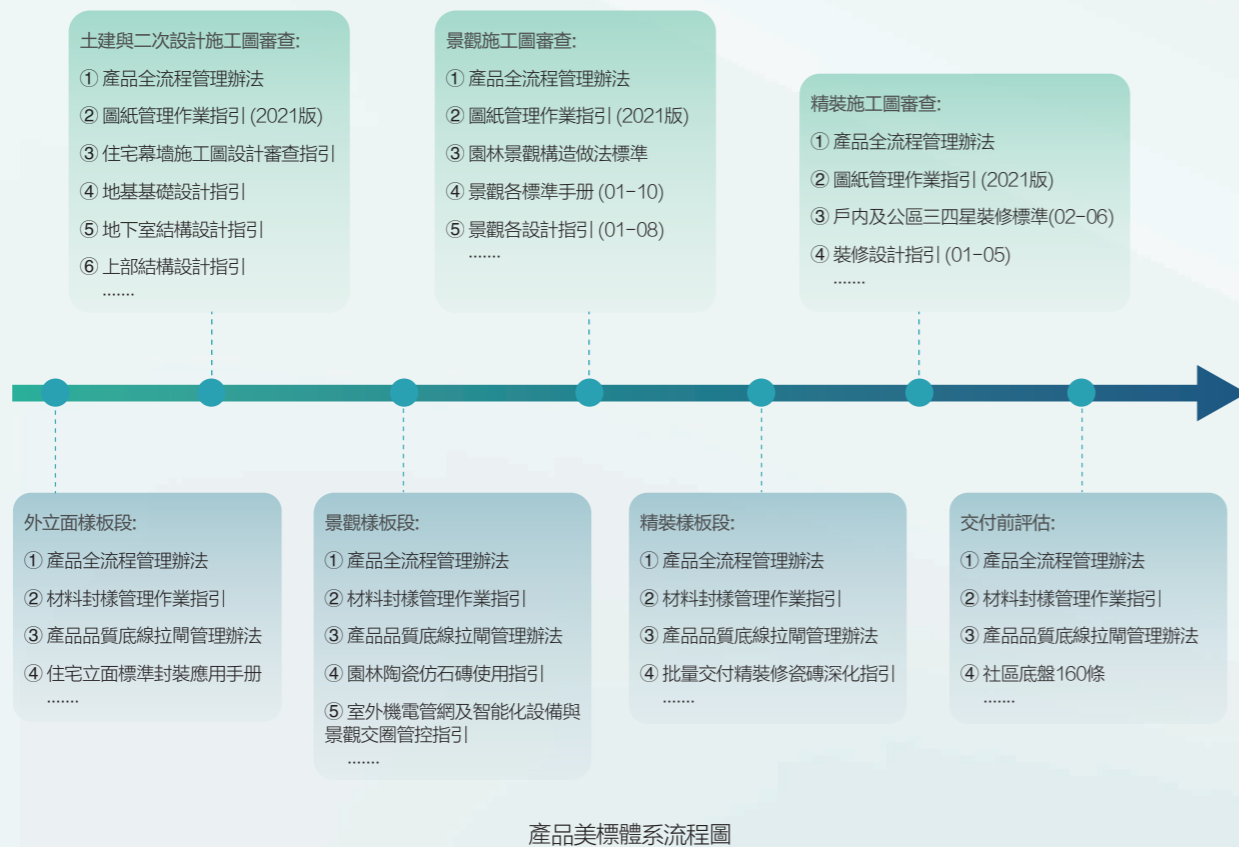 土建與二次設計施工圖審查:
① 產品全流程管理辦法
② 圖紙管理作業指引 (2021版)
③ 住宅幕墻施工圖設計審查指引
④ 地基基礎設計指引
⑤ 地下室結構設計指引
⑥ 上部結構設計指引
.......
景觀施工圖審查:
① 產品全流程管理辦法
② 圖紙管理作業指引 (2021版)
③ 園林景觀構造做法標準
④ 景觀各標準手册 (01-10)
⑤ 景觀各設計指引 (01-08)
.......
精裝施工圖審查:
① 產品全流程管理辦法
② 圖紙管理作業指引 (2021版)
③ 戶内及公區三四星裝修標準(02-06)
④ 裝修設計指引 (01-05)
.......
外立面樣板段:
① 產品全流程管理辦法
② 材料封樣管理作業指引
③ 產品品質底線拉閘管理辦法
④ 住宅立面標準封裝應用手册
.......
景觀樣板段:
① 產品全流程管理辦法
② 材料封樣管理作業指引
③ 產品品質底線拉閘管理辦法
④ 園林陶瓷仿石磚使用指引
⑤ 室外機電管網及智能化設備與
景觀交圈管控指引
.......
精裝樣板段:
① 產品全流程管理辦法
② 材料封樣管理作業指引
③ 產品品質底線拉閘管理辦法
④ 批量交付精裝修瓷磚深化指引
.......
交付前評估:
① 產品全流程管理辦法
② 材料封樣管理作業指引
③ 產品品質底線拉閘管理辦法
④ 社區底盤160條
.......
產品美標體系流程圖